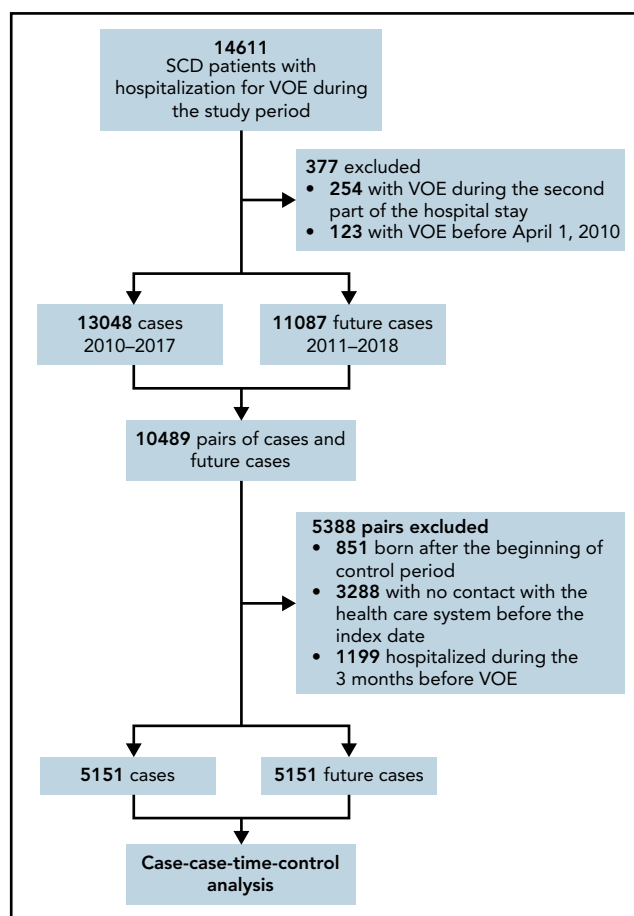 14611
SCD patients with
hospitalization for VOE during
the study period
377 excluded
• 254 with VOE during the second
part of the hospital stay
• 123 with VOE before April 1, 2010
13048 cases
2010–2017
11087 future cases
2011–2018
10489 pairs of cases and
future cases
5388 pairs excluded
• 851 born after the beginning of
control period
• 3288 with no contact with the
health care system before the
index date
• 1199 hospitalized during the
3 months before VOE
5151 cases
5151 future cases
Case-case-time-control
analysis